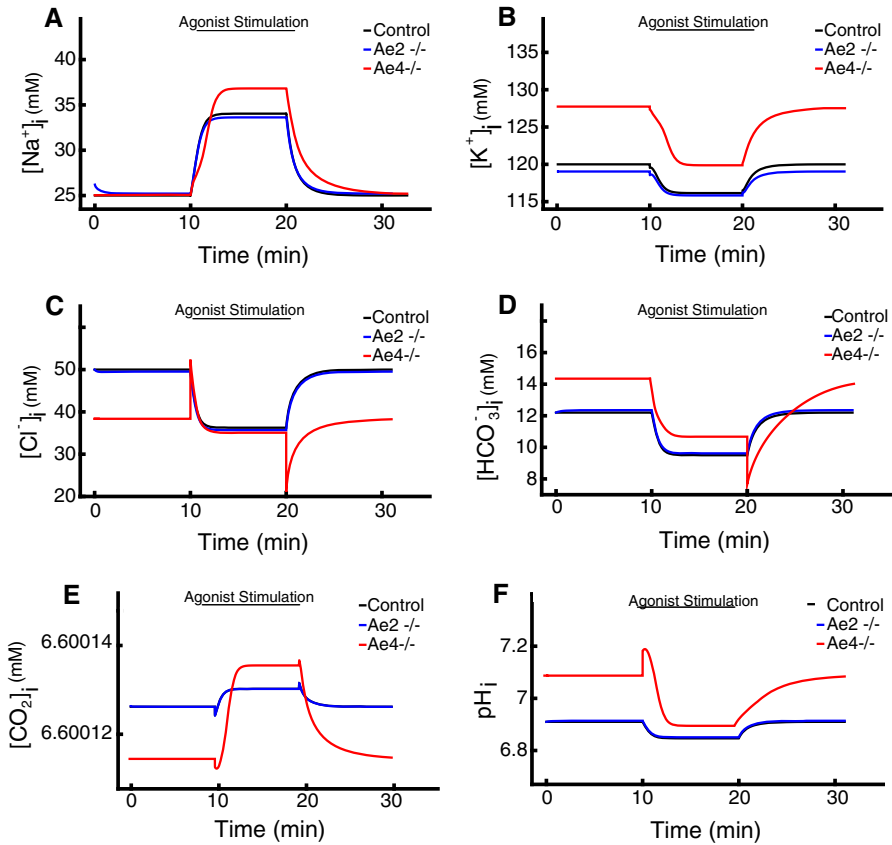 A
Agonist Stimulation
Control
Ae2 -/-
Ae4-/-
[Na⁺]i (mM)
45
40
35
30
25
20
0 10 20 30
Time (min)
B
Agonist Stimulation
Control
Ae2 -/-
Ae4-/-
[K⁺]i (mM)
135
130
125
120
115
0 10 20 30
Time (min)
C
Agonist Stimulation
Control
Ae2 -/-
Ae4-/-
[Cl⁻]i (mM)
50
40
30
20
0 10 20 30
Time (min)
D
Agonist Stimulation
Control
Ae2 -/-
Ae4-/-
[HCO₃⁻]i (mM)
16
14
12
10
8
0 10 20 30
Time (min)
E
Agonist Stimulation
Control
Ae2 -/-
Ae4-/-
[CO₂]i (mM)
6.60014
6.60012
0 10 20 30
Time (min)
F
Agonist Stimulation
Control
Ae2 -/-
Ae4-/-
pHi
7.2
7
6.8
0 10 20 30
Time (min)